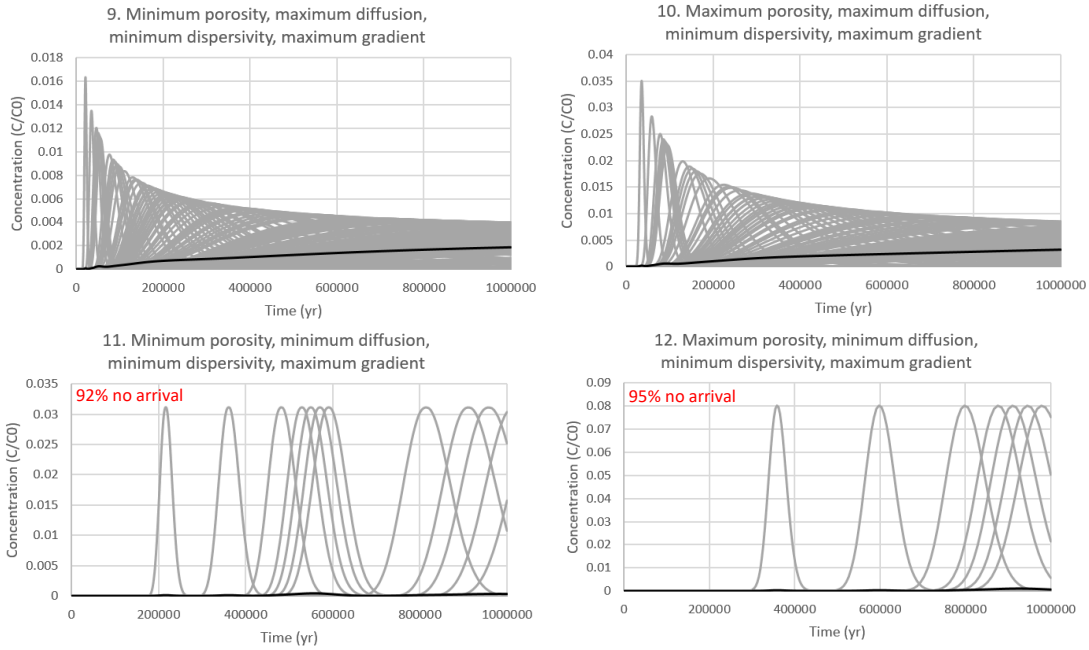 9. Minimum porosity, maximum diffusion,
minimum dispersivity, maximum gradient
0.018
0.016
0.014
0.012
0.01
0.008
0.006
0.004
0.002
0
Concentration (C/C0)
0 200000 400000 600000 800000 1000000
Time (yr)
10. Maximum porosity, maximum diffusion,
minimum dispersivity, maximum gradient
0.04
0.035
0.03
0.025
0.02
0.015
0.01
0.005
0
Concentration (C/C0)
0 200000 400000 600000 800000 1000000
Time (yr)
11. Minimum porosity, minimum diffusion,
minimum dispersivity, maximum gradient
92% no arrival
0.035
0.03
0.025
0.02
0.015
0.01
0.005
0
Concentration (C/C0)
0 200000 400000 600000 800000 1000000
Time (yr)
12. Maximum porosity, minimum diffusion,
minimum dispersivity, maximum gradient
95% no arrival
0.09
0.08
0.07
0.06
0.05
0.04
0.03
0.02
0.01
0
Concentration (C/C0)
0 200000 400000 600000 800000 1000000
Time (yr)